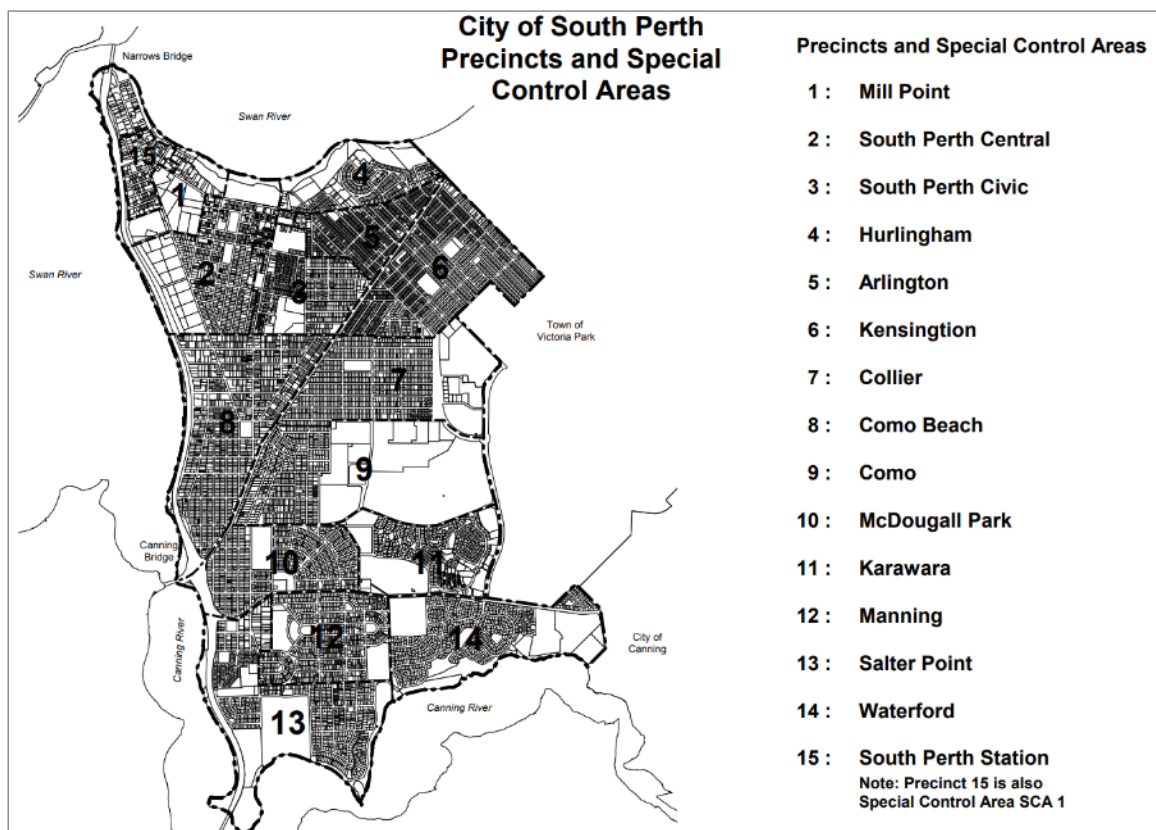 City of South Perth
Precincts and Special
Control Areas
Narrows Bridge
Swan River
Swan River
Town of
Victoria Park
Canning
Bridge
Canning River
Canning River
City of
Canning
15
1
4
5
2
6
3
7
8
9
10
11
12
14
13
Precincts and Special Control Areas
1 : Mill Point
2 : South Perth Central
3 : South Perth Civic
4 : Hurlingham
5 : Arlington
6 : Kensingtion
7 : Collier
8 : Como Beach
9 : Como
10 : McDougall Park
11 : Karawara
12 : Manning
13 : Salter Point
14 : Waterford
15 : South Perth Station
Note: Precinct 15 is also
Special Control Area SCA 1